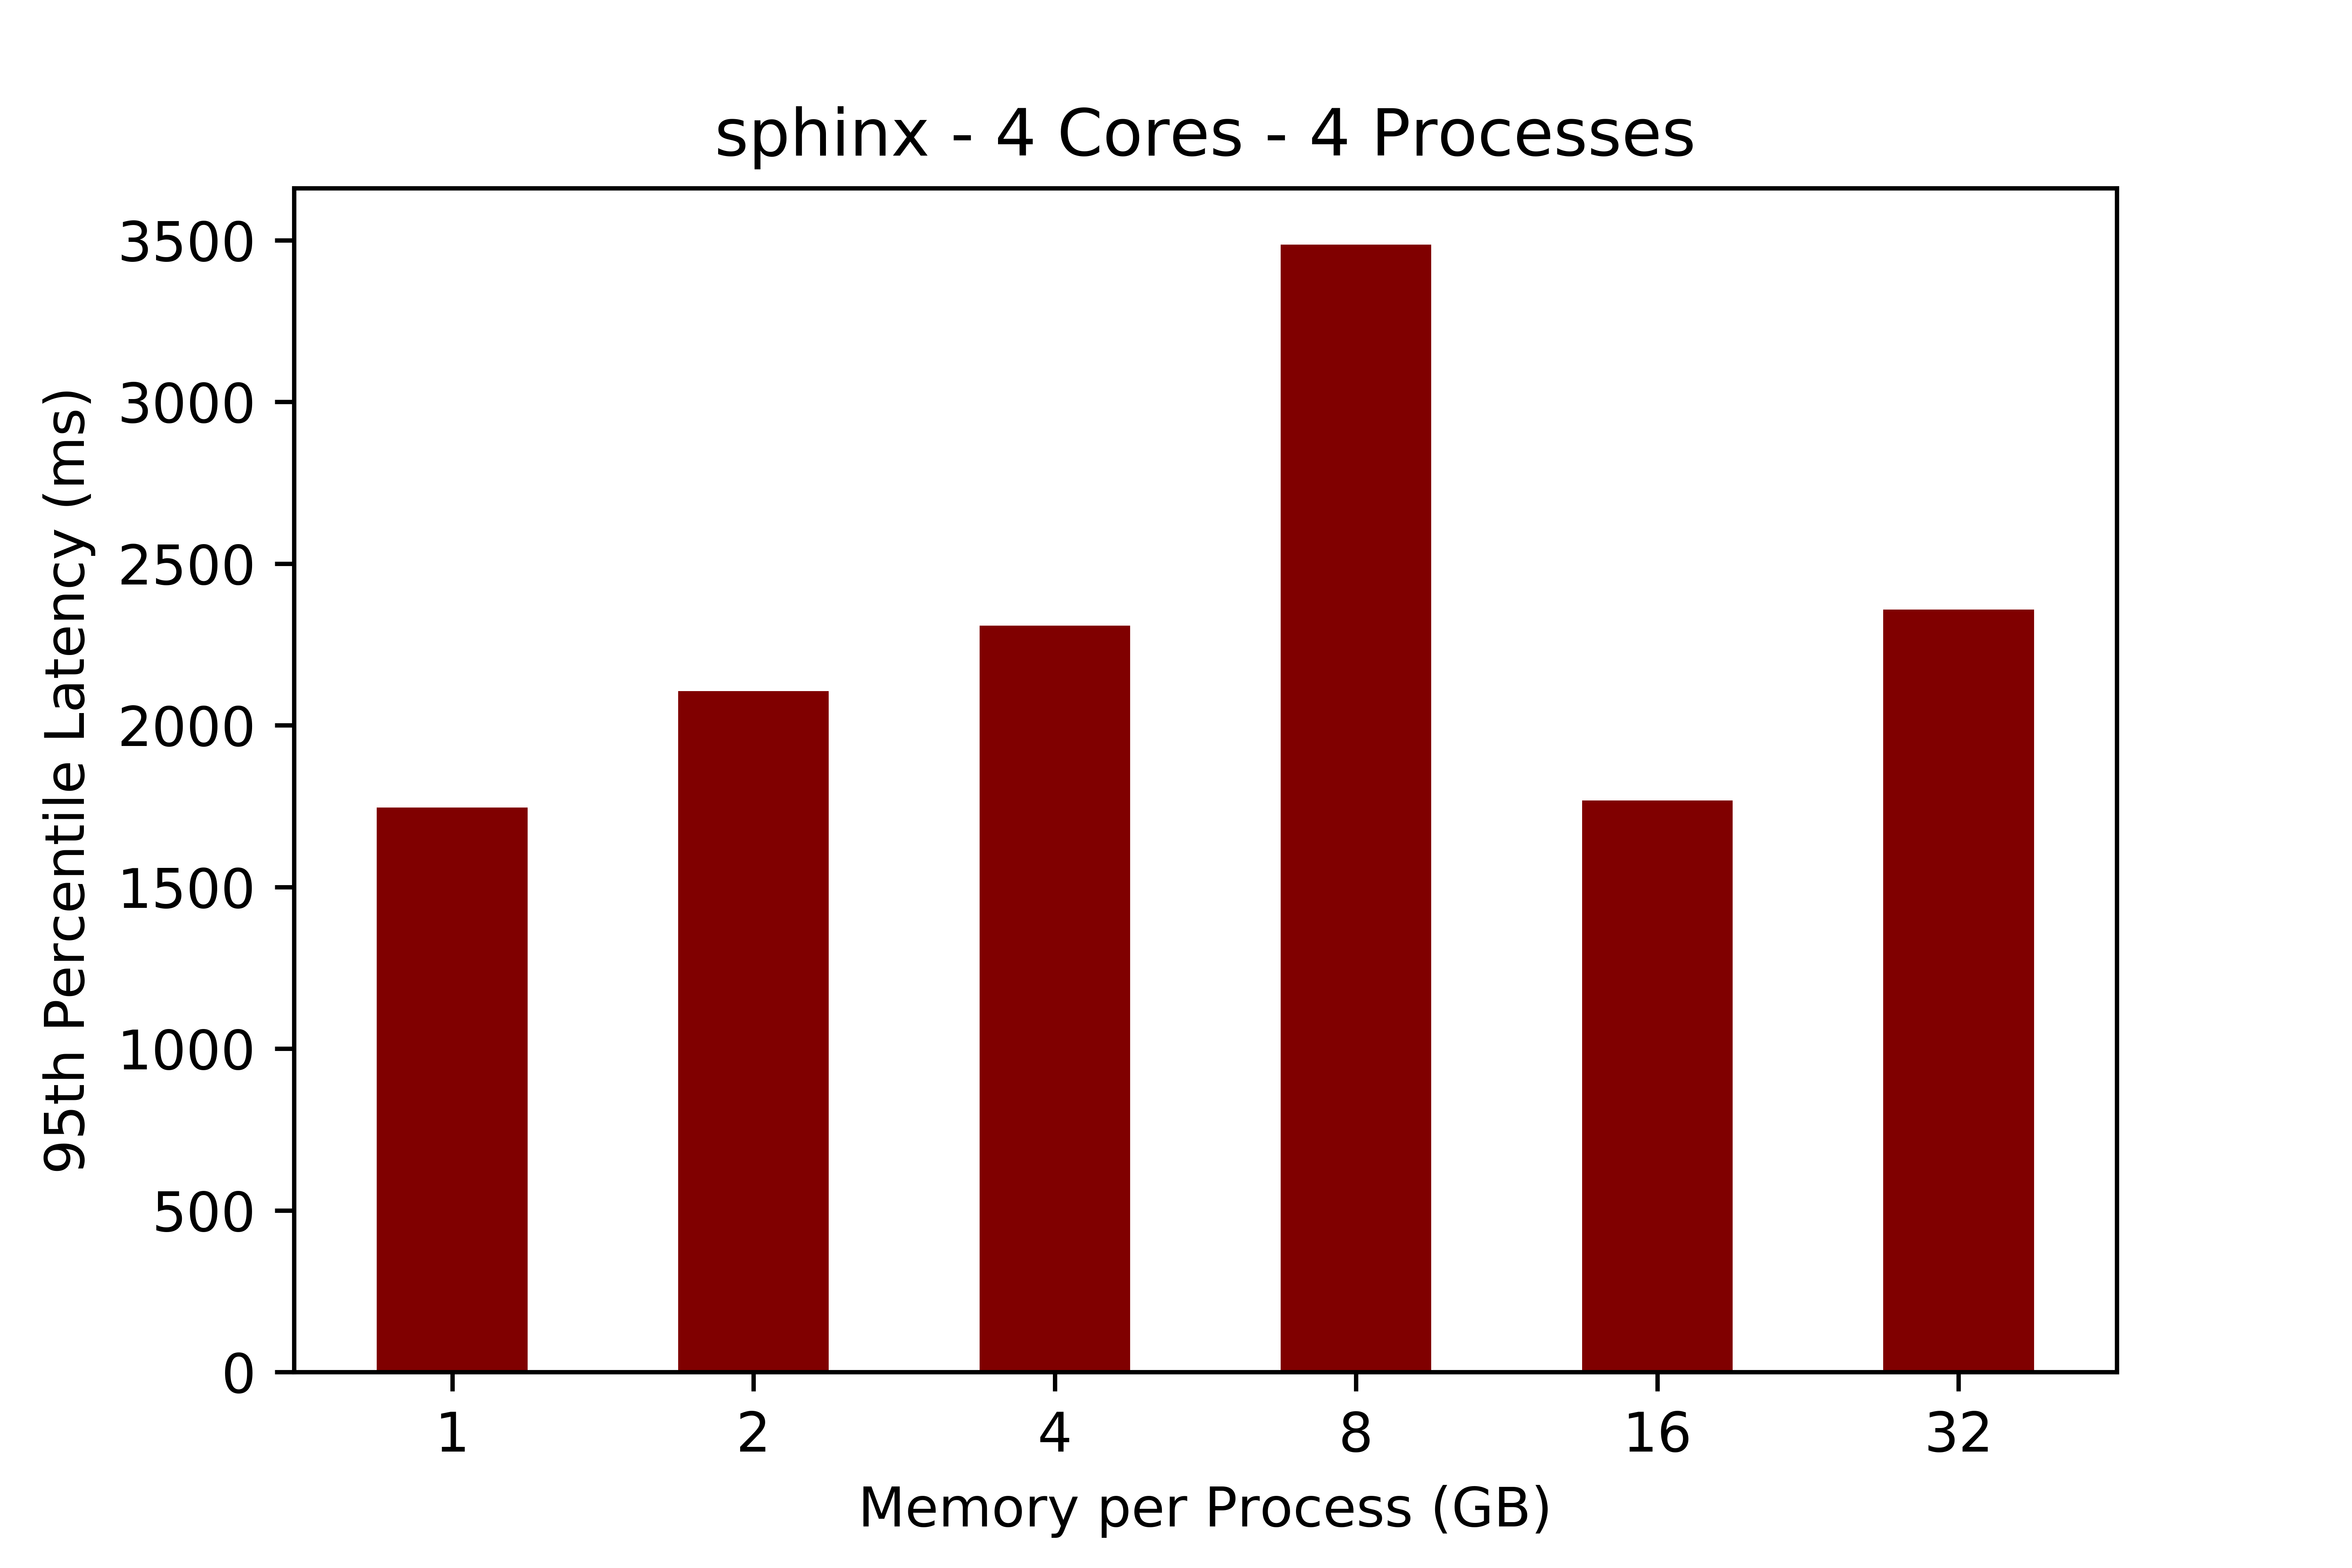 sphinx - 4 Cores - 4 Processes
95th Percentile Latency (ms)
3500
3000
2500
2000
1500
1000
500
0
1 2 4 8 16 32
Memory per Process (GB)